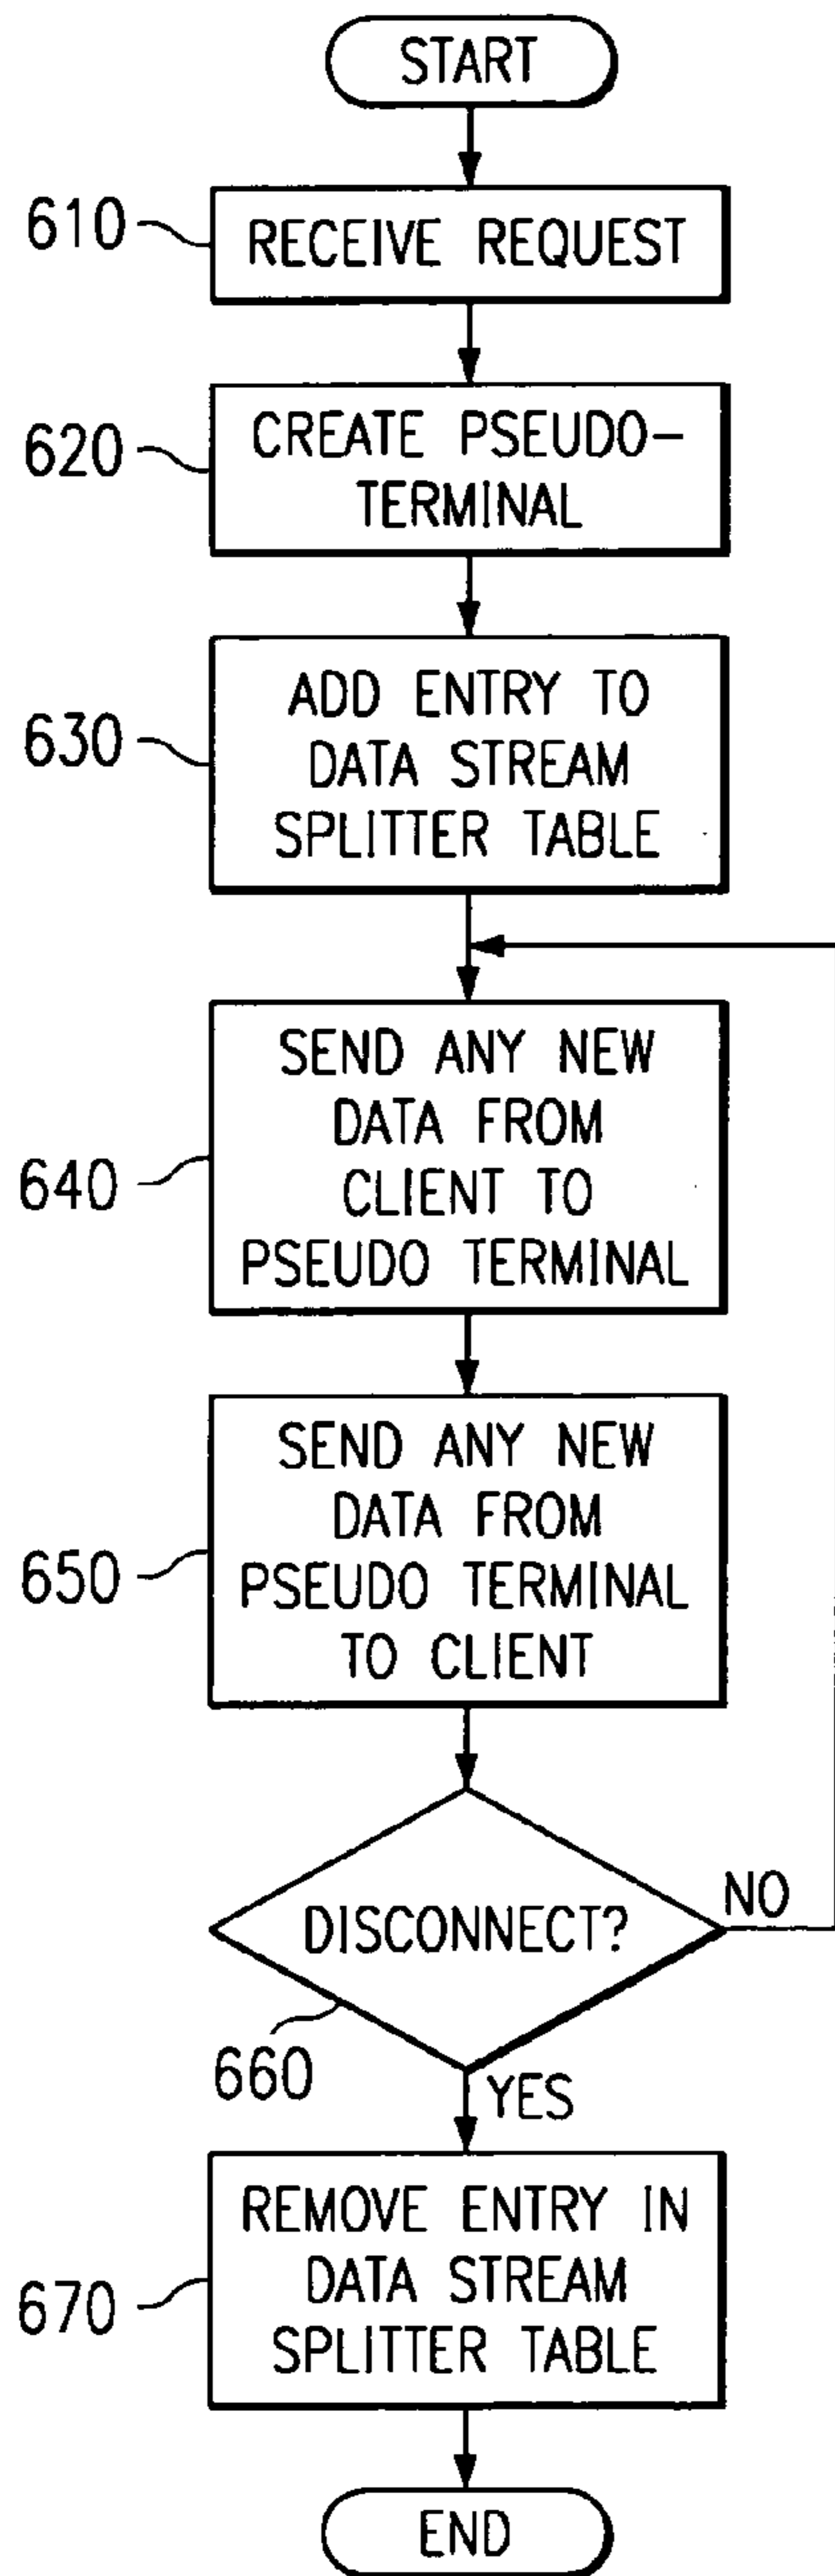 START
610
RECEIVE REQUEST
620
CREATE PSEUDO-
TERMINAL
630
ADD ENTRY TO
DATA STREAM
SPLITTER TABLE
640
SEND ANY NEW
DATA FROM
CLIENT TO
PSEUDO TERMINAL
650
SEND ANY NEW
DATA FROM
PSEUDO TERMINAL
TO CLIENT
DISCONNECT?
NO
660
YES
670
REMOVE ENTRY IN
DATA STREAM
SPLITTER TABLE
END